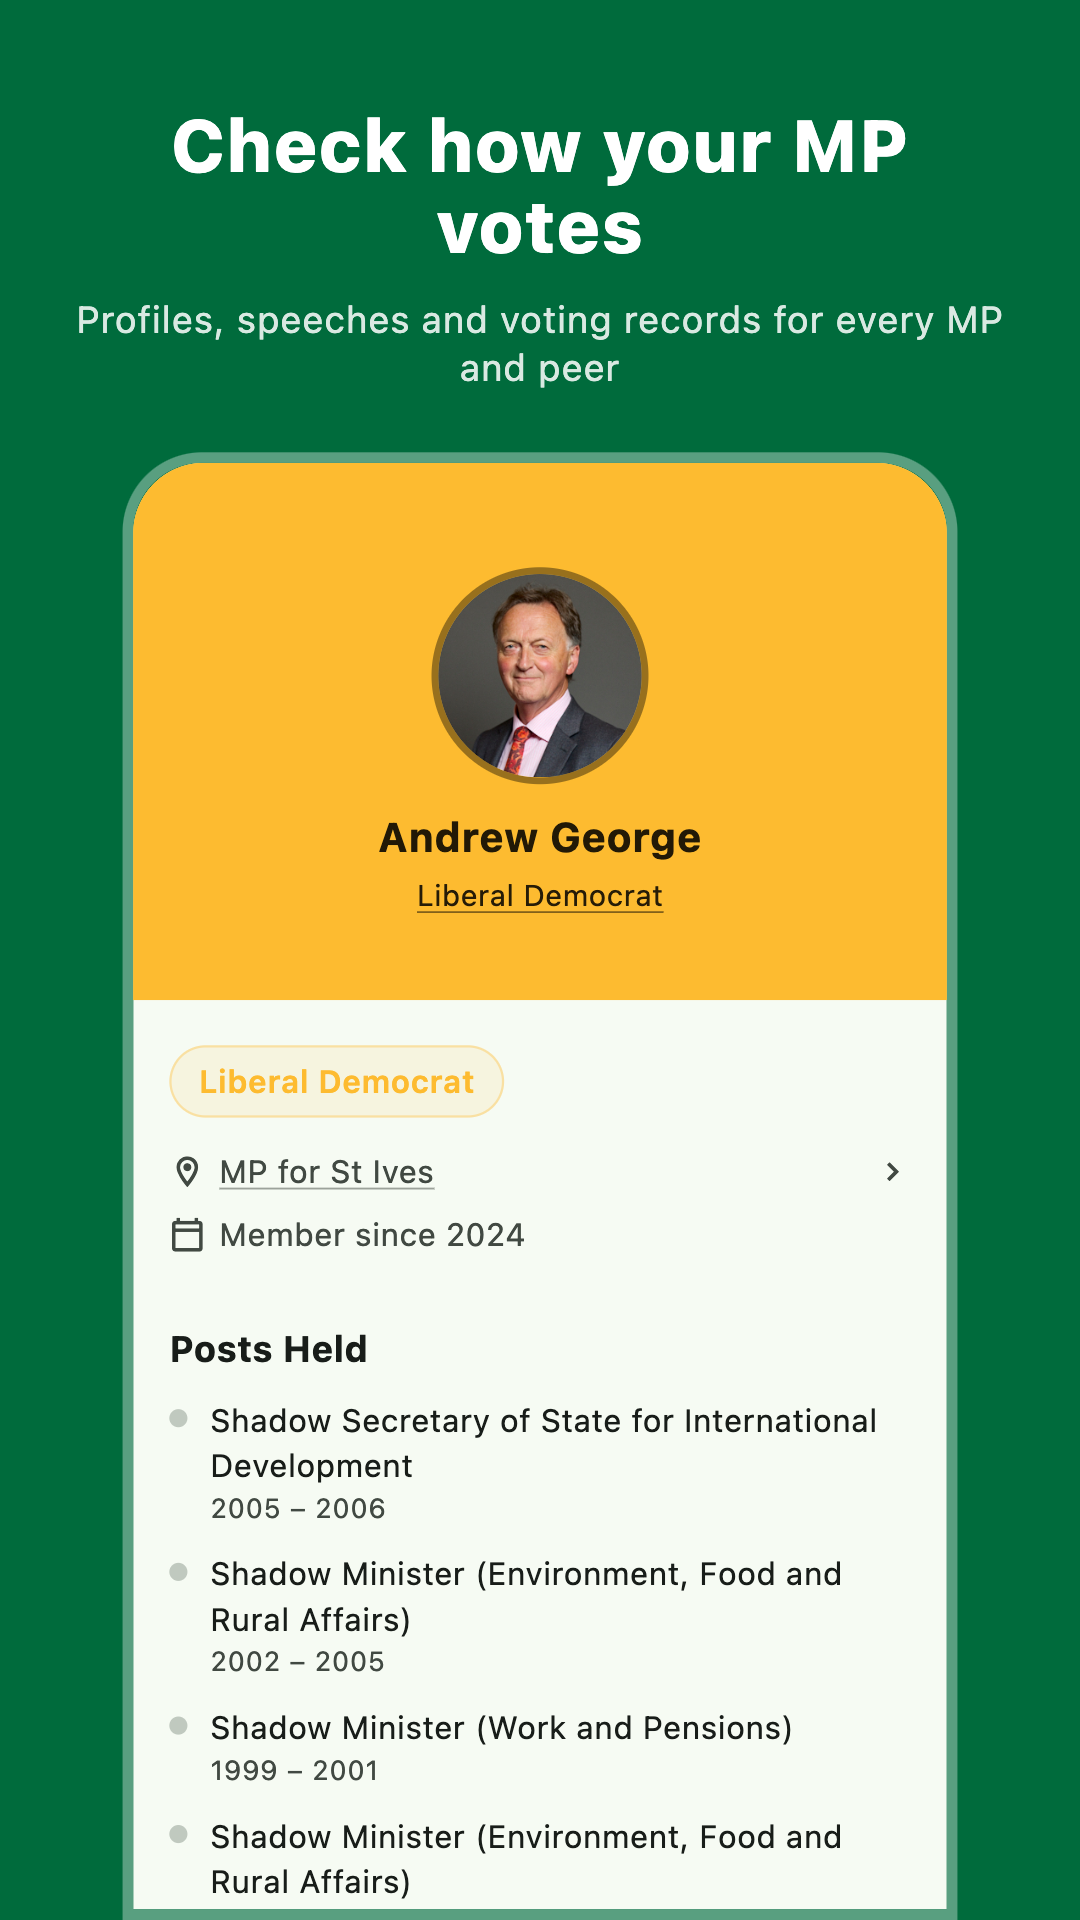 Check how your MP
votes
Profiles, speeches and voting records for every MP
and peer
Andrew George
Liberal Democrat
Liberal Democrat
MP for St Ives
Member since 2024
Posts Held
Shadow Secretary of State for International
Development
2005 – 2006
Shadow Minister (Environment, Food and
Rural Affairs)
2002 – 2005
Shadow Minister (Work and Pensions)
1999 – 2001
Shadow Minister (Environment, Food and
Rural Affairs)